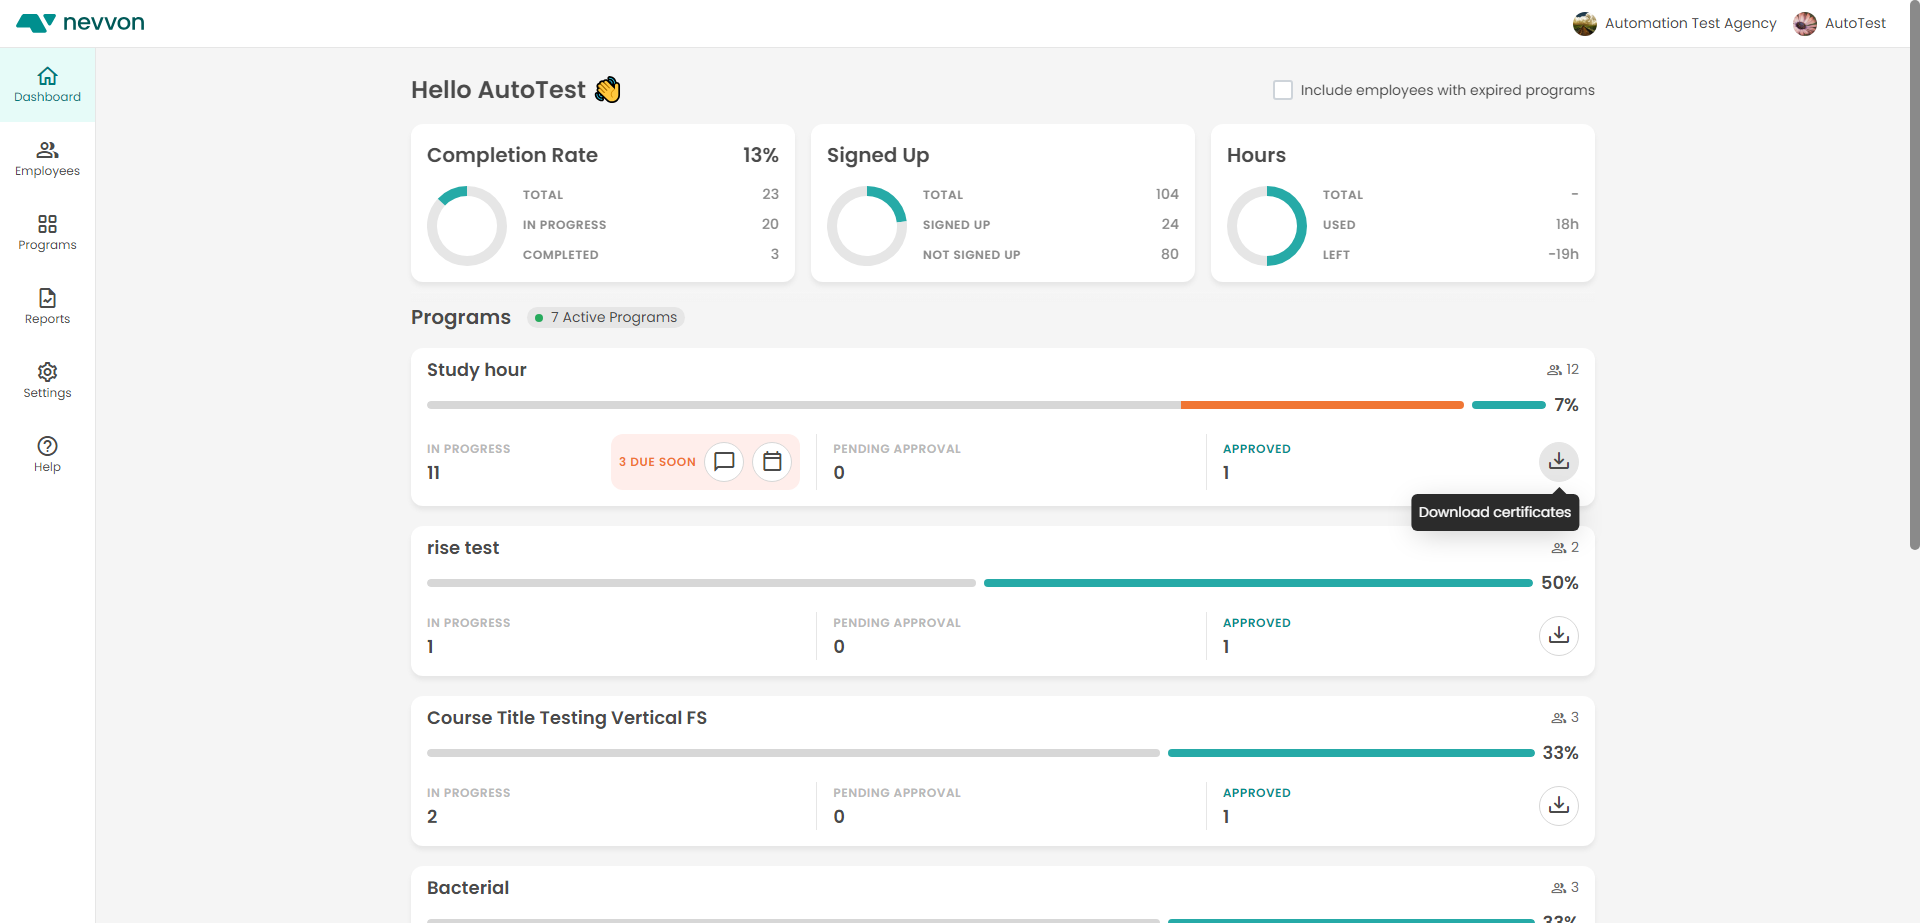 nevvon
Automation Test Agency
AutoTest
Dashboard
Employees
Programs
Reports
Settings
Help
Hello AutoTest 👋
Include employees with expired programs
Completion Rate 13%
TOTAL 23
IN PROGRESS 20
COMPLETED 3
Signed Up
TOTAL 104
SIGNED UP 24
NOT SIGNED UP 80
Hours
TOTAL -
USED 18h
LEFT -19h
Programs
7 Active Programs
Study hour 12
7%
IN PROGRESS
11
3 DUE SOON
PENDING APPROVAL
0
APPROVED
1
Download certificates
rise test 2
50%
IN PROGRESS
1
PENDING APPROVAL
0
APPROVED
1
Course Title Testing Vertical FS 3
33%
IN PROGRESS
2
PENDING APPROVAL
0
APPROVED
1
Bacterial 3
33%